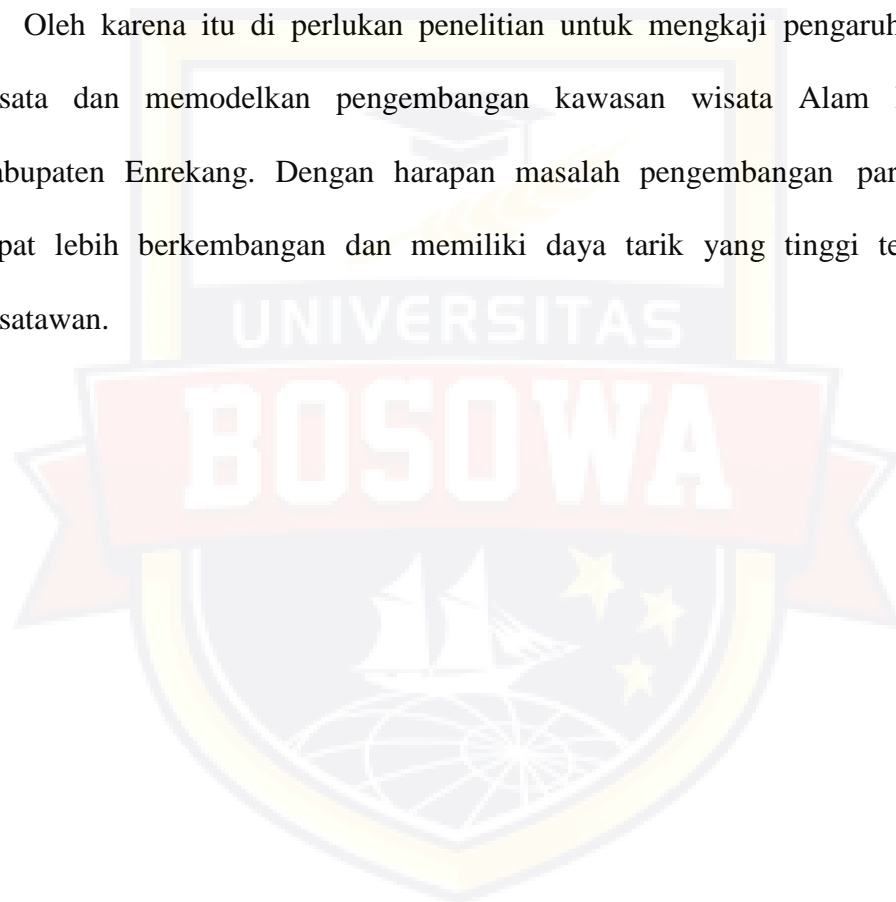 Oleh karena itu di perlukan penelitian untuk mengkaji pengaruh
sata dan memodelkan pengembangan kawasan wisata Alam
abupaten Enrekang. Dengan harapan masalah pengembangan par
pat lebih berkembangan dan memiliki daya tarik yang tinggi te
satawan.
UNIVERSITAS
BOSOWA